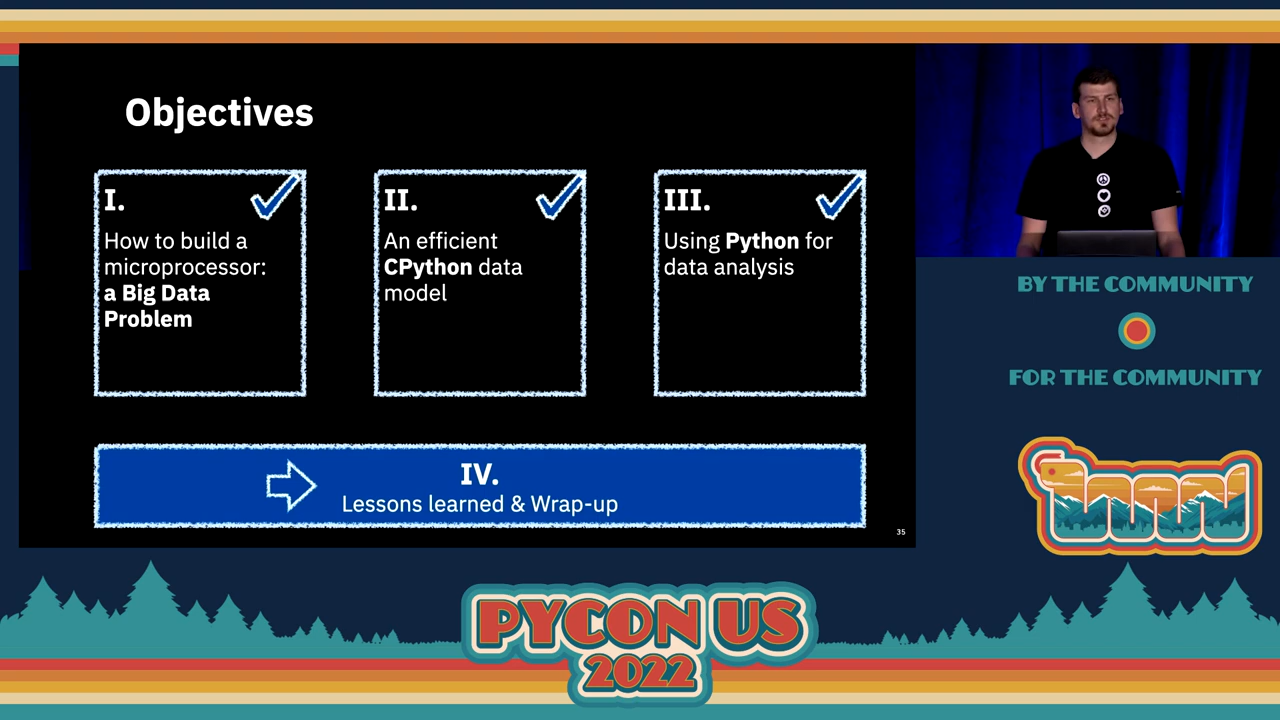 Objectives
I.
How to build a
microprocessor:
a Big Data
Problem
II.
An efficient
CPython data
model
III.
Using Python for
data analysis
IV.
Lessons learned & Wrap-up
35
BY THE COMMUNITY
FOR THE COMMUNITY
PYCON US
2022